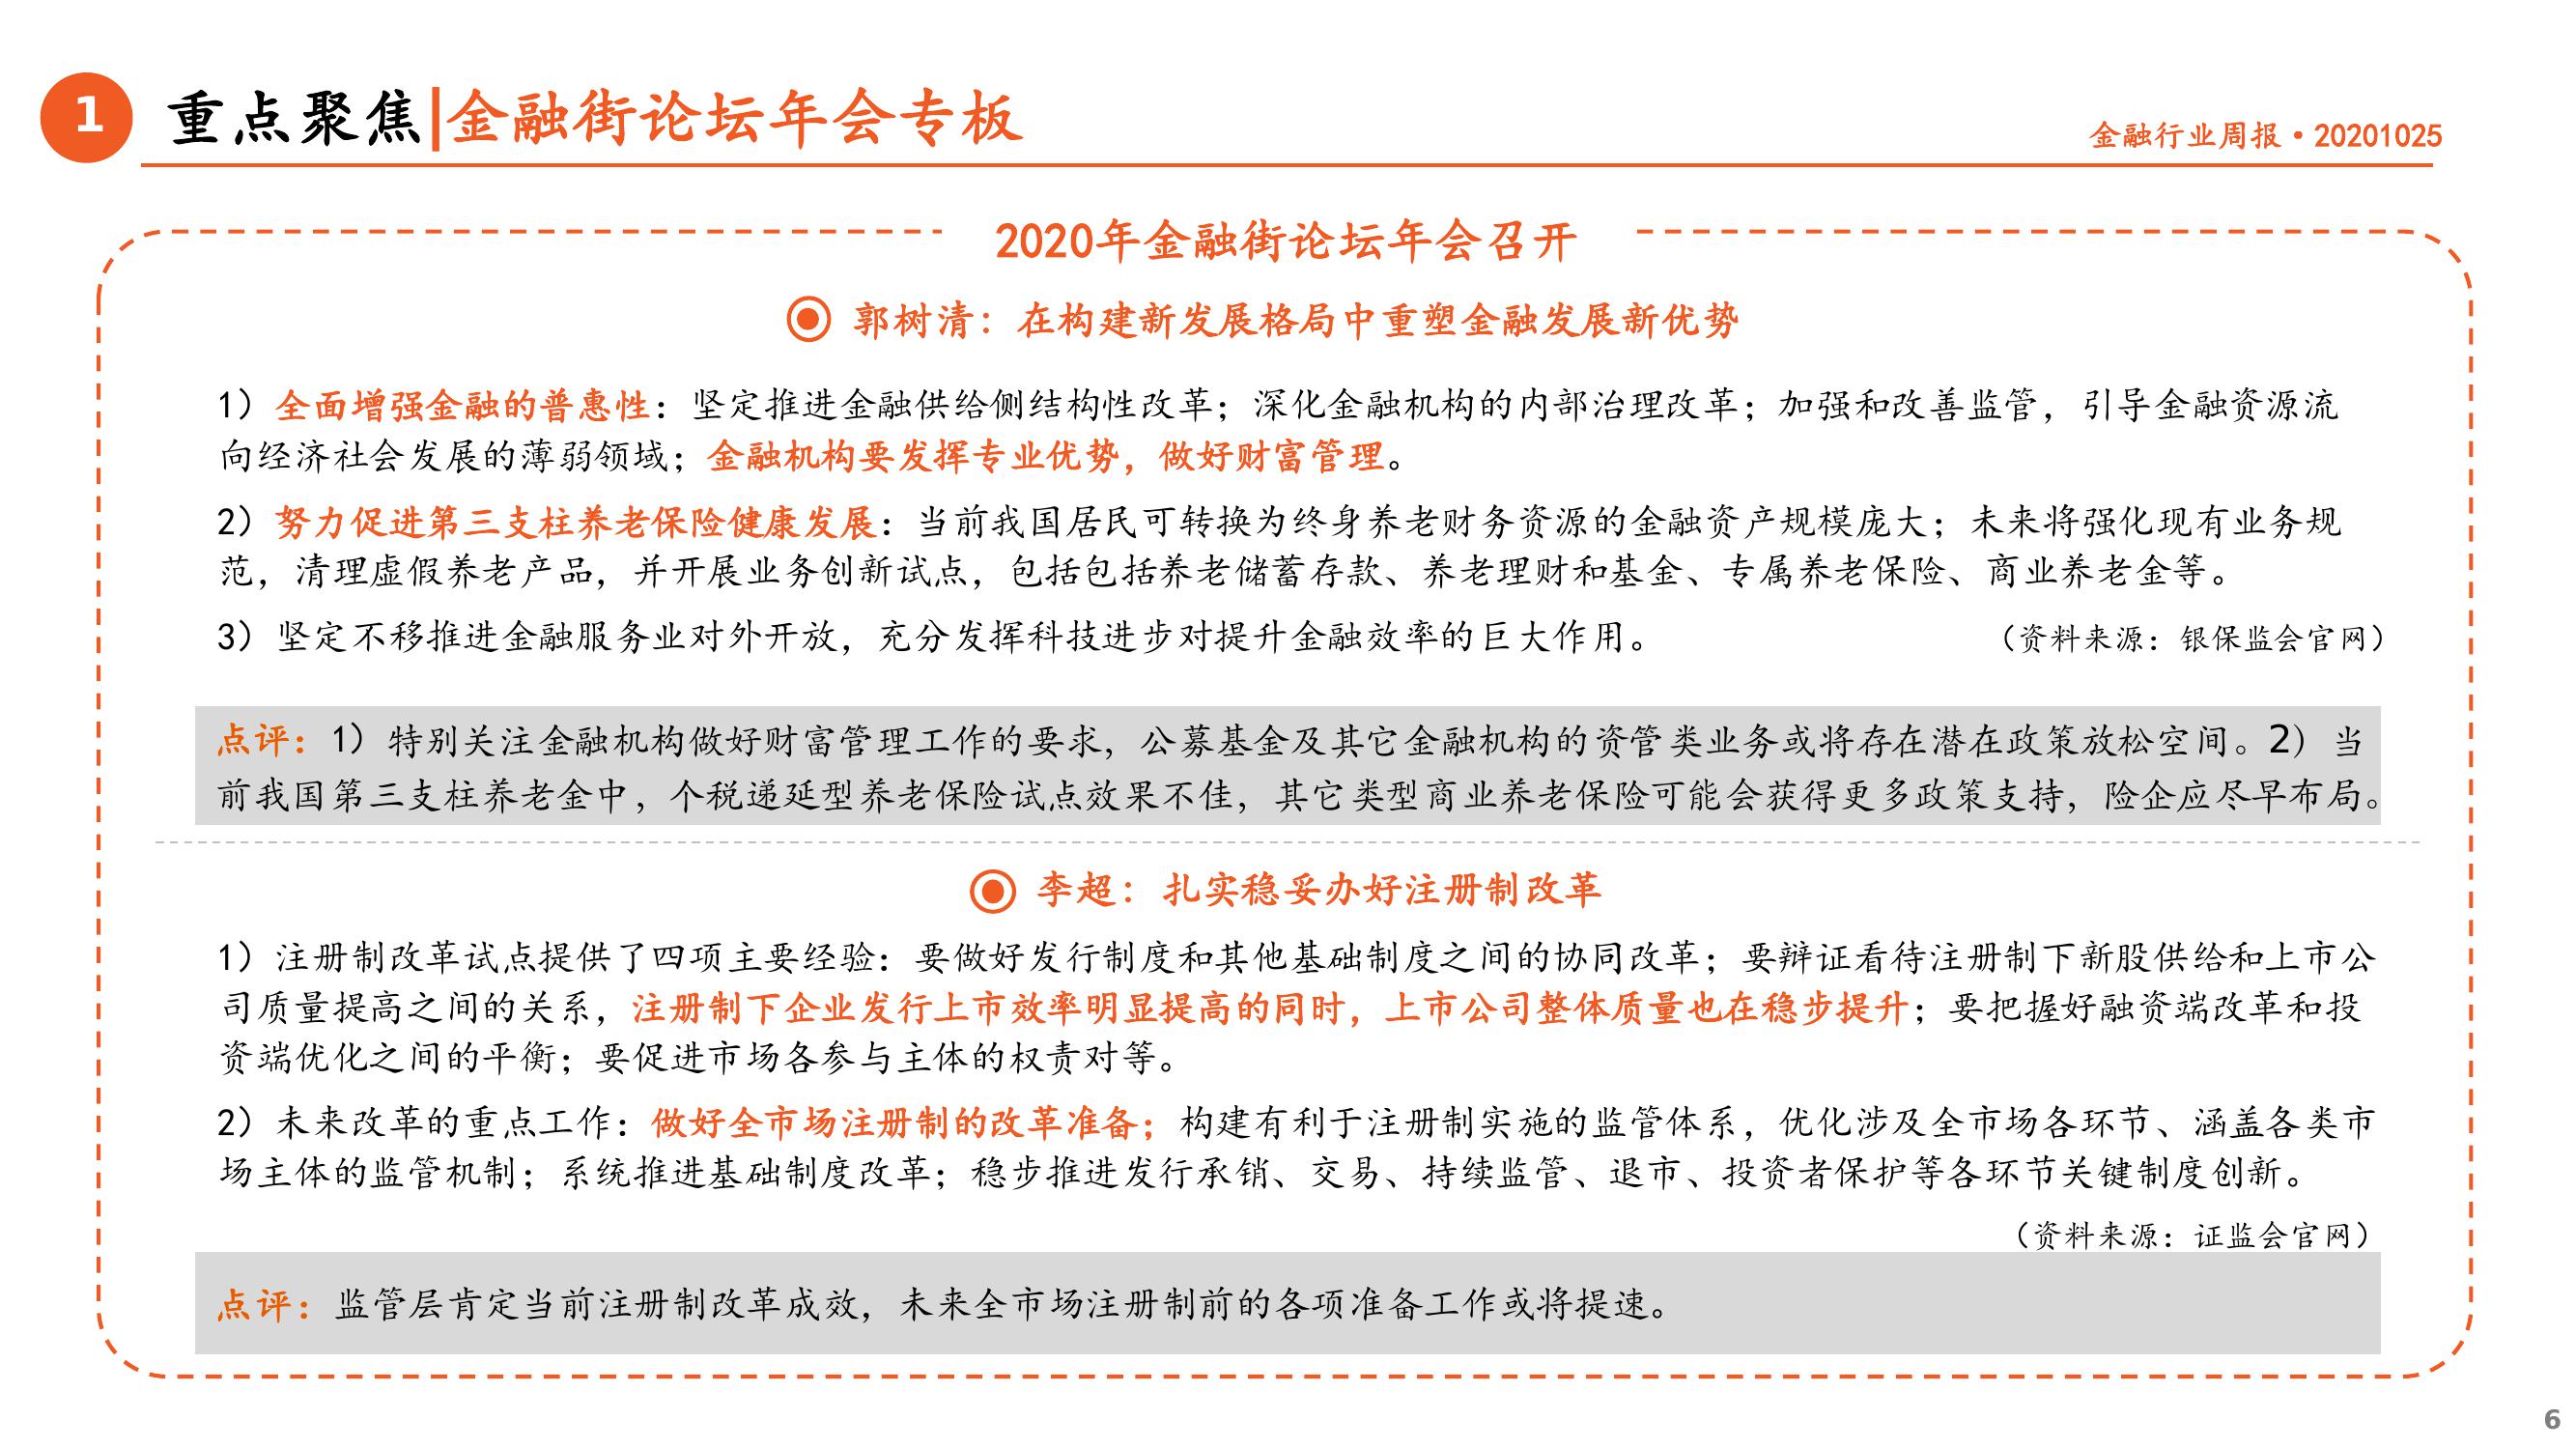 1
重点聚焦|金融街论坛年会专板
金融行业周报•20201025
2020年金融街论坛年会召开
郭树清：在构建新发展格局中重塑金融发展新优势
1）全面增强金融的普惠性：坚定推进金融供给侧结构性改革；深化金融机构的内部治理改革；加强和改善监管，引导金融资源流
向经济社会发展的薄弱领域；金融机构要发挥专业优势，做好财富管理。
2）努力促进第三支柱养老保险健康发展：当前我国居民可转换为终身养老财务资源的金融资产规模庞大；未来将强化现有业务规
范，清理虚假养老产品，并开展业务创新试点，包括包括养老储蓄存款、养老理财和基金、专属养老保险、商业养老金等。
3）坚定不移推进金融服务业对外开放，充分发挥科技进步对提升金融效率的巨大作用。
（资料来源：银保监会官网）
点评：1）特别关注金融机构做好财富管理工作的要求，公募基金及其它金融机构的资管类业务或将存在潜在政策放松空间。2）当
前我国第三支柱养老金中，个税递延型养老保险试点效果不佳，其它类型商业养老保险可能会获得更多政策支持，险企应尽早布局。
李超：扎实稳妥办好注册制改革
1）注册制改革试点提供了四项主要经验：要做好发行制度和其他基础制度之间的协同改革；要辩证看待注册制下新股供给和上市公
司质量提高之间的关系，注册制下企业发行上市效率明显提高的同时，上市公司整体质量也在稳步提升；要把握好融资端改革和投
资端优化之间的平衡；要促进市场各参与主体的权责对等。
2）未来改革的重点工作：做好全市场注册制的改革准备；构建有利于注册制实施的监管体系，优化涉及全市场各环节、涵盖各类市
场主体的监管机制；系统推进基础制度改革；稳步推进发行承销、交易、持续监管、退市、投资者保护等各环节关键制度创新。
（资料来源：证监会官网）
点评：监管层肯定当前注册制改革成效，未来全市场注册制前的各项准备工作或将提速。
6